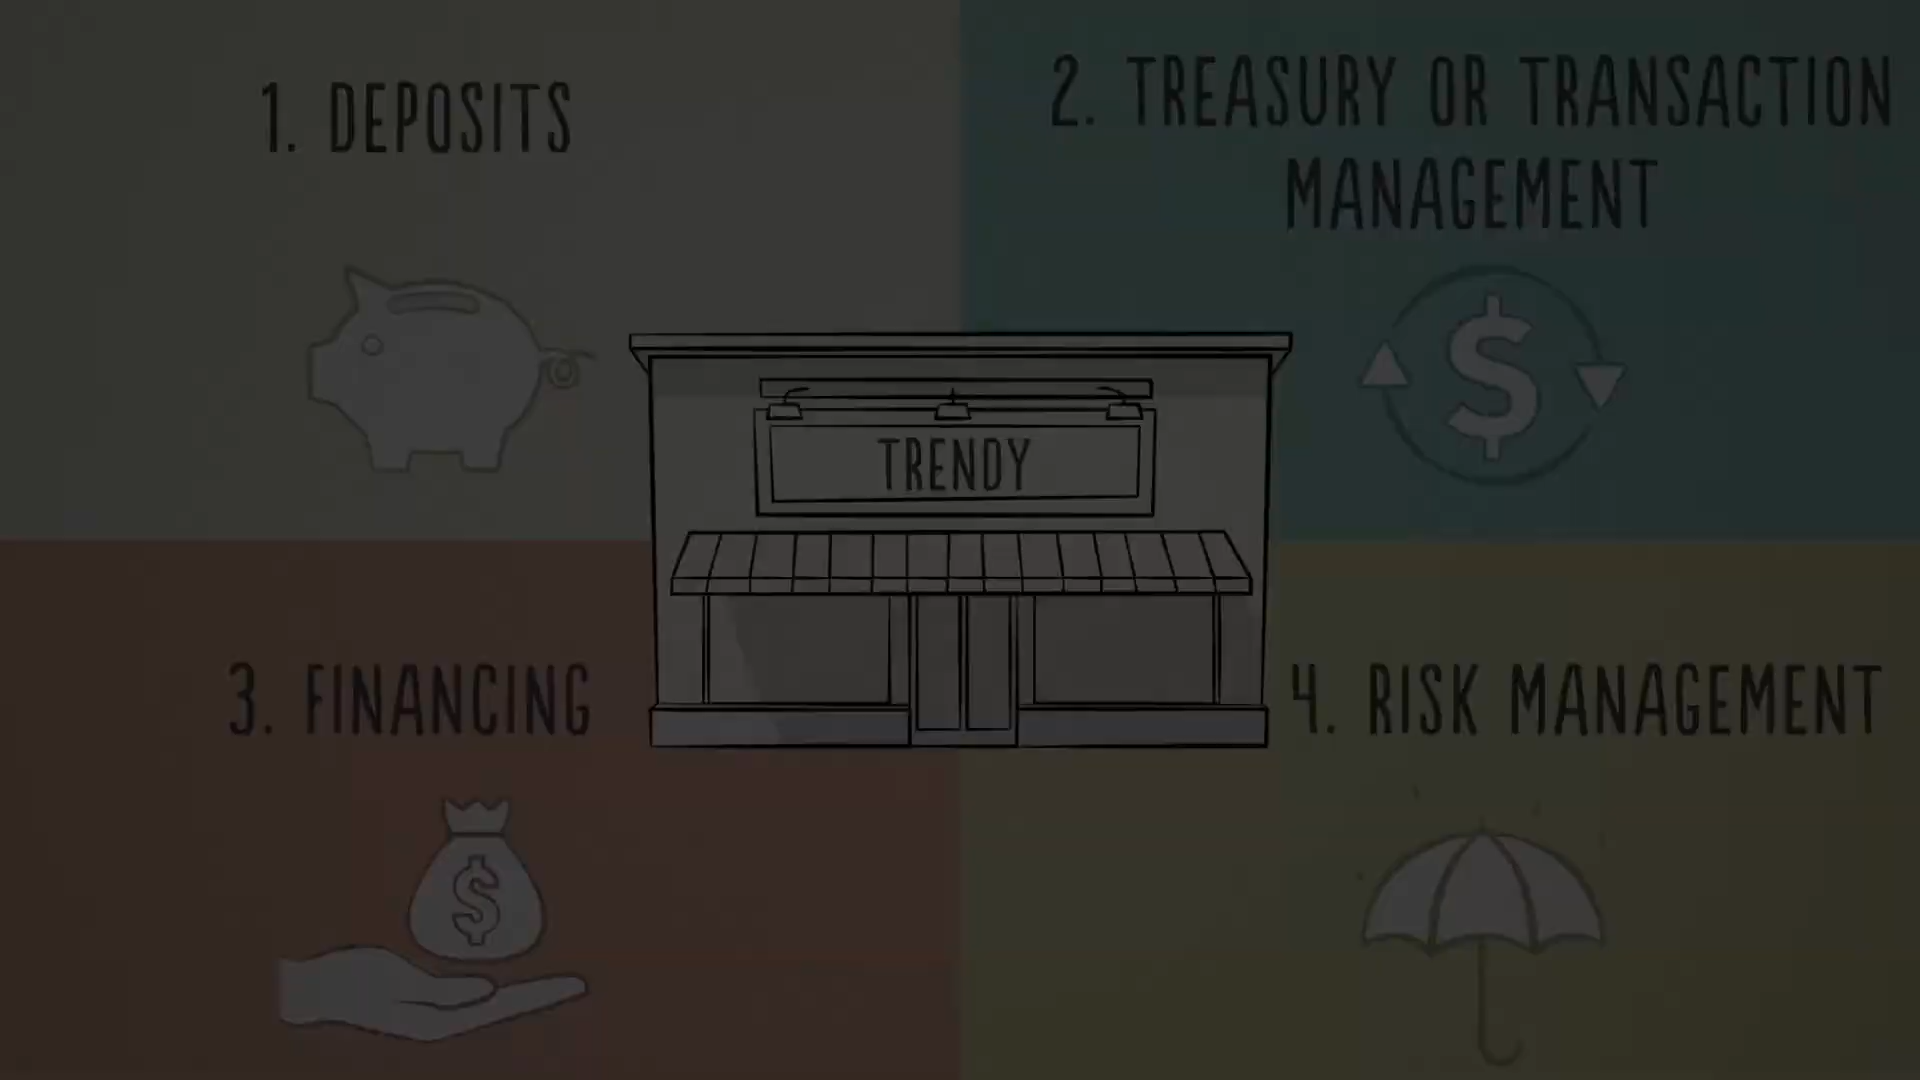 1. DEPOSITS
2. TREASURY OR TRANSACTION
MANAGEMENT
$
TRENDY
3. FINANCING
$
4. RISK MANAGEMENT